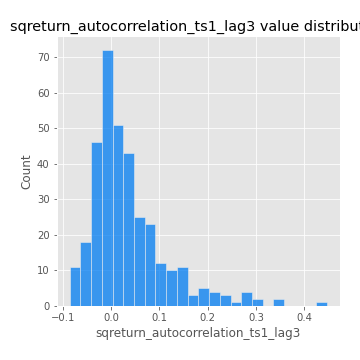 sqreturn_autocorrelation_ts1_lag3 value distribut
70
60
50
40
30
20
10
0
Count
−0.1 0.0 0.1 0.2 0.3 0.4
sqreturn_autocorrelation_ts1_lag3